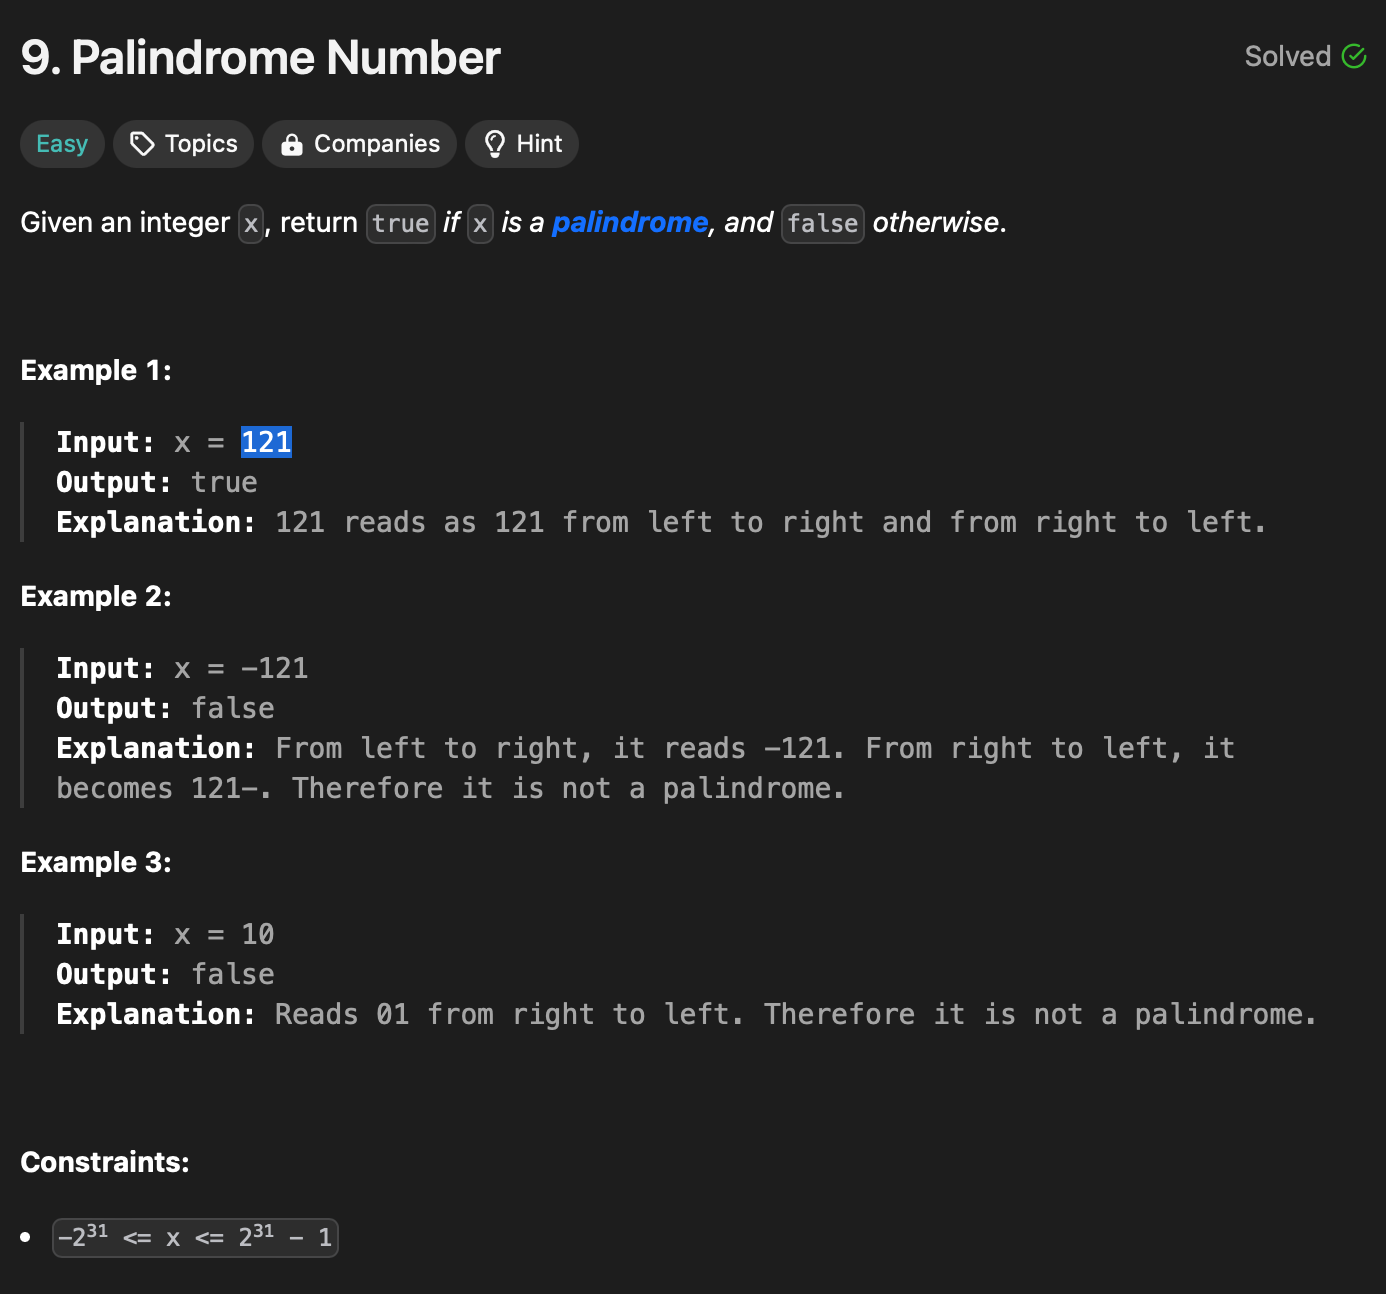 9. Palindrome Number
Solved
Easy Topics Companies Hint
Given an integer x, return true if x is a palindrome, and false otherwise.
Example 1:
Input: x = 121
Output: true
Explanation: 121 reads as 121 from left to right and from right to left.
Example 2:
Input: x = -121
Output: false
Explanation: From left to right, it reads -121. From right to left, it
becomes 121-. Therefore it is not a palindrome.
Example 3:
Input: x = 10
Output: false
Explanation: Reads 01 from right to left. Therefore it is not a palindrome.
Constraints:
• -2³¹ <= x <= 2³¹ - 1